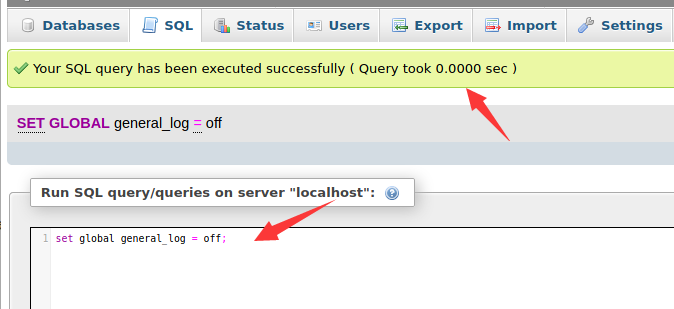 Databases SQL Status Users Export Import Settings
Your SQL query has been executed successfully ( Query took 0.0000 sec )
SET GLOBAL general_log = off
Run SQL query/queries on server "localhost":
1 set global general_log = off;